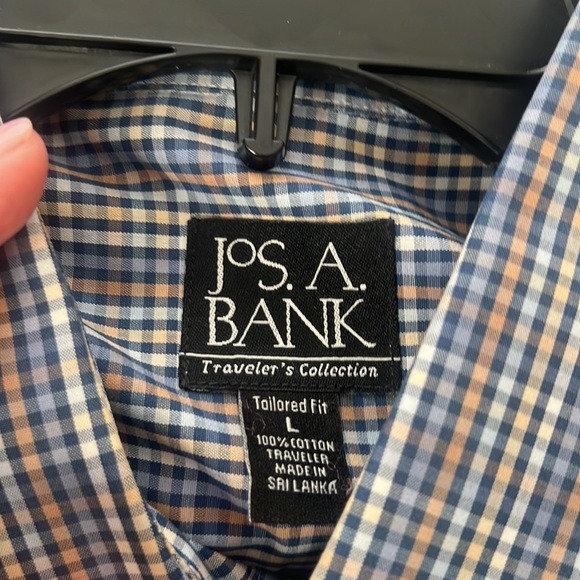 JOS. A.
BANK
Traveler's Collection
Tailored Fit
L
100% COTTON
TRAVELER
MADE IN
SRI LANKA